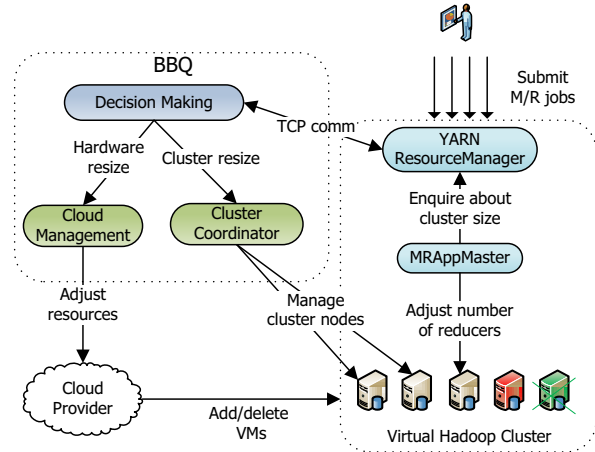 BBQ
Submit
M/R jobs
Decision Making
TCP comm
YARN
ResourceManager
Hardware
resize
Cluster resize
Enquire about
cluster size
Cloud
Management
Cluster
Coordinator
MRAppMaster
Adjust
resources
Manage
cluster nodes
Adjust number
of reducers
Cloud
Provider
Add/delete
VMs
Virtual Hadoop Cluster